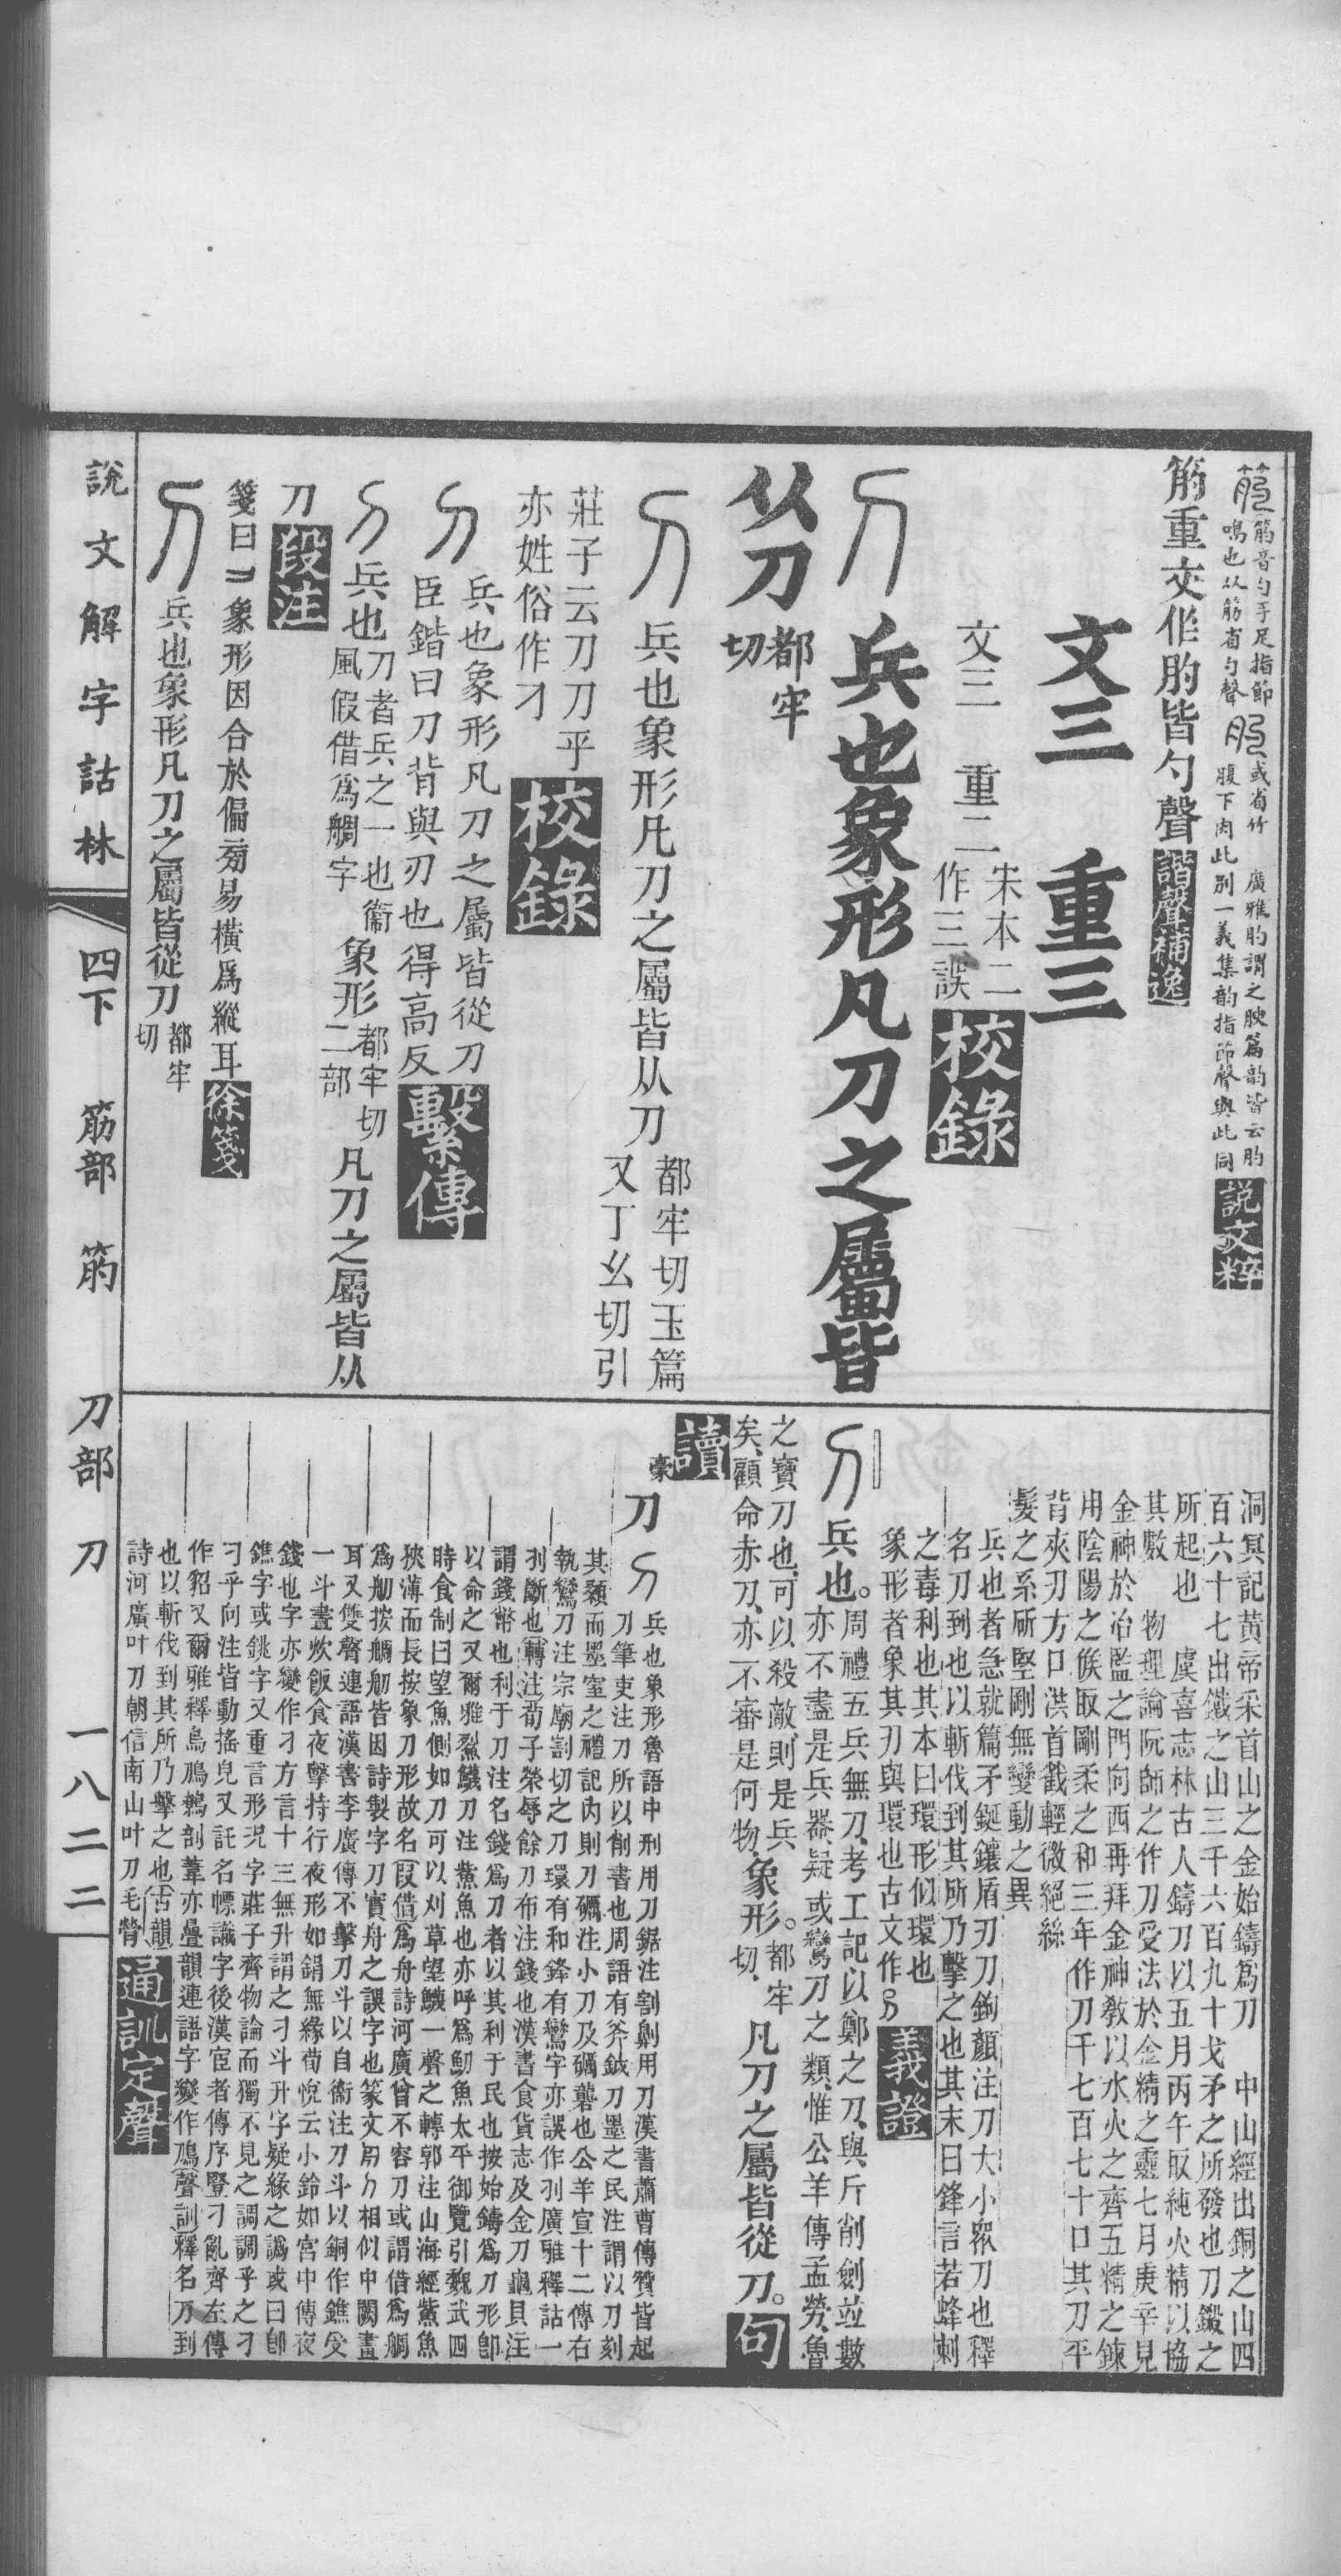 筋音勺手足指節
鳴也从筋省勺聲
或省竹 廣雅肑謂之腴篇韵皆云肑
腹下肉此別一義集韵指節聲與此同
說文粹
筋重文作肑皆勺聲 諧聲補逸
文三 重三
文三 重二 宋本二
作三誤 校錄
兵也象形凡刀之屬皆
从刀 都牢
切
兵也象形凡刀之屬皆从刀 都牢切玉篇
又丁幺切引
莊子云刀刀乎
亦姓俗作刁 校錄
兵也象形凡刀之屬皆從刀
臣鍇曰刀背與刃也得高反 繫傳
兵也 刀者兵之一也衞
風假借爲鯛字 象形 都牢切
二部 凡刀之屬皆从
刀 段注
箋曰 象形因合於偏旁易橫爲縱耳 徐箋
兵也象形凡刀之屬皆從刀 都牢
切
洞冥記黃帝采首山之金始鑄爲刀 中山經出銅之山四
百六十七出鐵之山三千六百九十戈矛之所發也刀鎩之
所起也 虞喜志林古人鑄刀以五月丙午取純火精以協
其數 物理論阮師之作刀受法於金精之靈七月庚辛見
金神於冶監之門向西再拜金神敎以水火之齊五精之鍊
用陰陽之候取剛柔之和三年作刀千七百七十口其刀平
背夾刃方口洪首截輕微絕絲
髮之系斫堅剛無變動之異
兵也者急就篇矛鋋鑲盾刃刀鉤顏注刀大小衆刀也釋
名刀到也以斬伐到其所乃擊之也其末曰鋒言若蜂刺
之毒利也其本曰環形似環也
象形者象其刃與環也古文作 義證
兵也。 周禮五兵無刀、考工記以鄭之刀、與斤削劍竝數
亦不盡是兵器、疑或鸞刀之類、惟公羊傳孟勞、魯
之寶刀也、可以殺敵、則是兵
矣、顧命赤刀、亦不審是何物、 象形。 都牢
切、 凡刀之屬皆從刀。 句
讀
豪
刀 兵也象形魯語中刑用刀鋸注割劓用刀漢書蕭曹傳贊皆起
刀筆吏注刀所以削書也周語有斧鉞刀墨之民注謂以刀刻
其顙而墨窒之禮記內則刀礪注小刀及礪礱也公羊宣十二傳右
執鸞刀注宗廟割切之刀環有和鋒有鸞字亦誤作刌廣雅釋詁一
刌斷也 轉注 荀子榮辱餘刀布注錢也漢書食貨志及金刀龜貝注
謂錢幣也利于刀注名錢爲刀者以其利于民也按始鑄爲刀形卽
以命之又爾雅鮤鱴刀注鮆魚也亦呼爲魛魚太平御覽引魏武四
時食制曰望魚側如刀可以刈草望鱴一聲之轉郭注山海經鮆魚
狹薄而長按象刀形故名 叚借 爲舟詩河廣曾不容刀或謂借爲鯛
爲舠按鯛舠皆因詩製字刀實舟之誤字也篆文 相似中闕畫
耳又雙聲連語漢書李廣傳不擊刀斗以自衞注刀斗以銅作鐎受
一斗晝炊飯食夜擊持行夜形如鋗無緣荀悅云小鈴如宮中傳夜
錢也字亦變作刁方言十三無升謂之刁斗升字疑緣之譌或曰卽
鐎字或銚字又重言形況字莊子齊物論而獨不見之調調乎之刁
刁乎向注皆動搖皃又託名幖識字後漢宦者傳序豎刁亂齊左傳
作貂又爾雅釋鳥鳭鷯剖葦亦疊韻連語字變作鳭 聲訓 釋名刀到
也以斬伐到其所乃擊之也 古韻
詩河廣叶刀朝信南山叶刀毛膋 通訓定聲
說文解字詁林 四下 筋部 筋 刀部 刀 一八二二